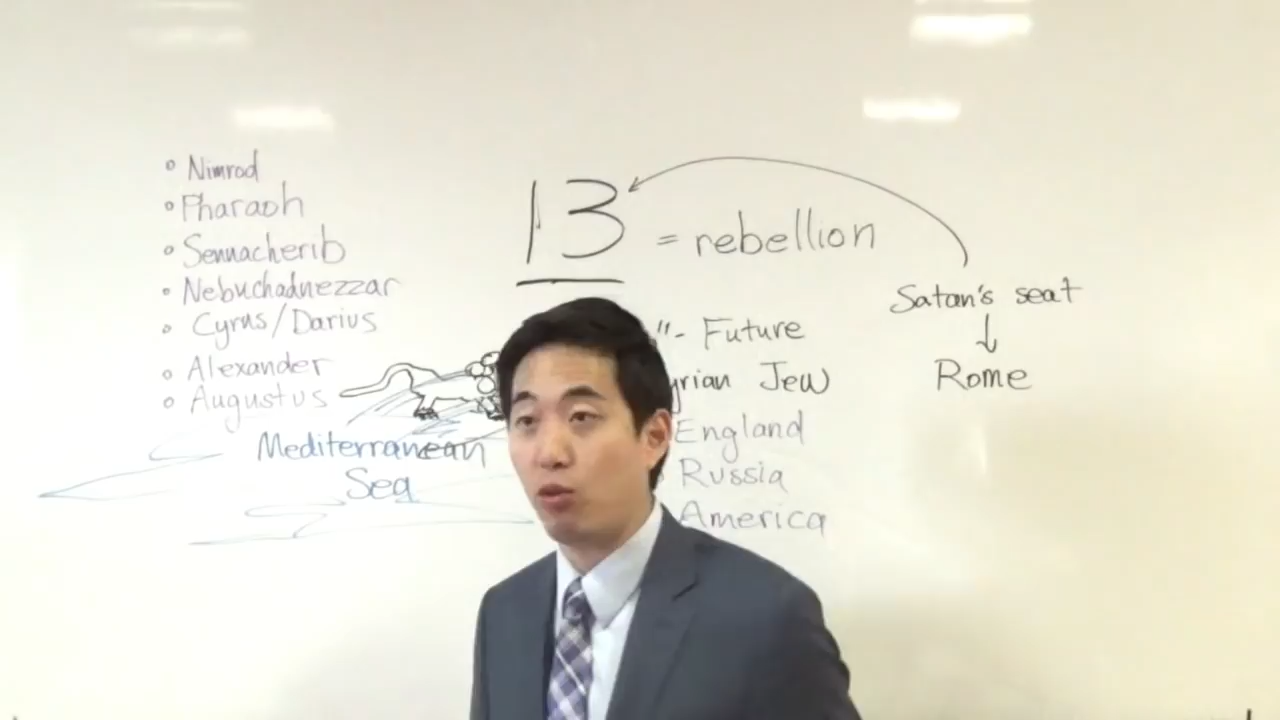 • Nimrod
• Pharaoh
• Sennacherib
• Nebuchadnezzar
• Cyrus/Darius
• Alexander
• Augustus
Mediterranean
Sea
13
= rebellion
"- Future
yrian Jew
England
Russia
America
Satan's seat
↓
Rome